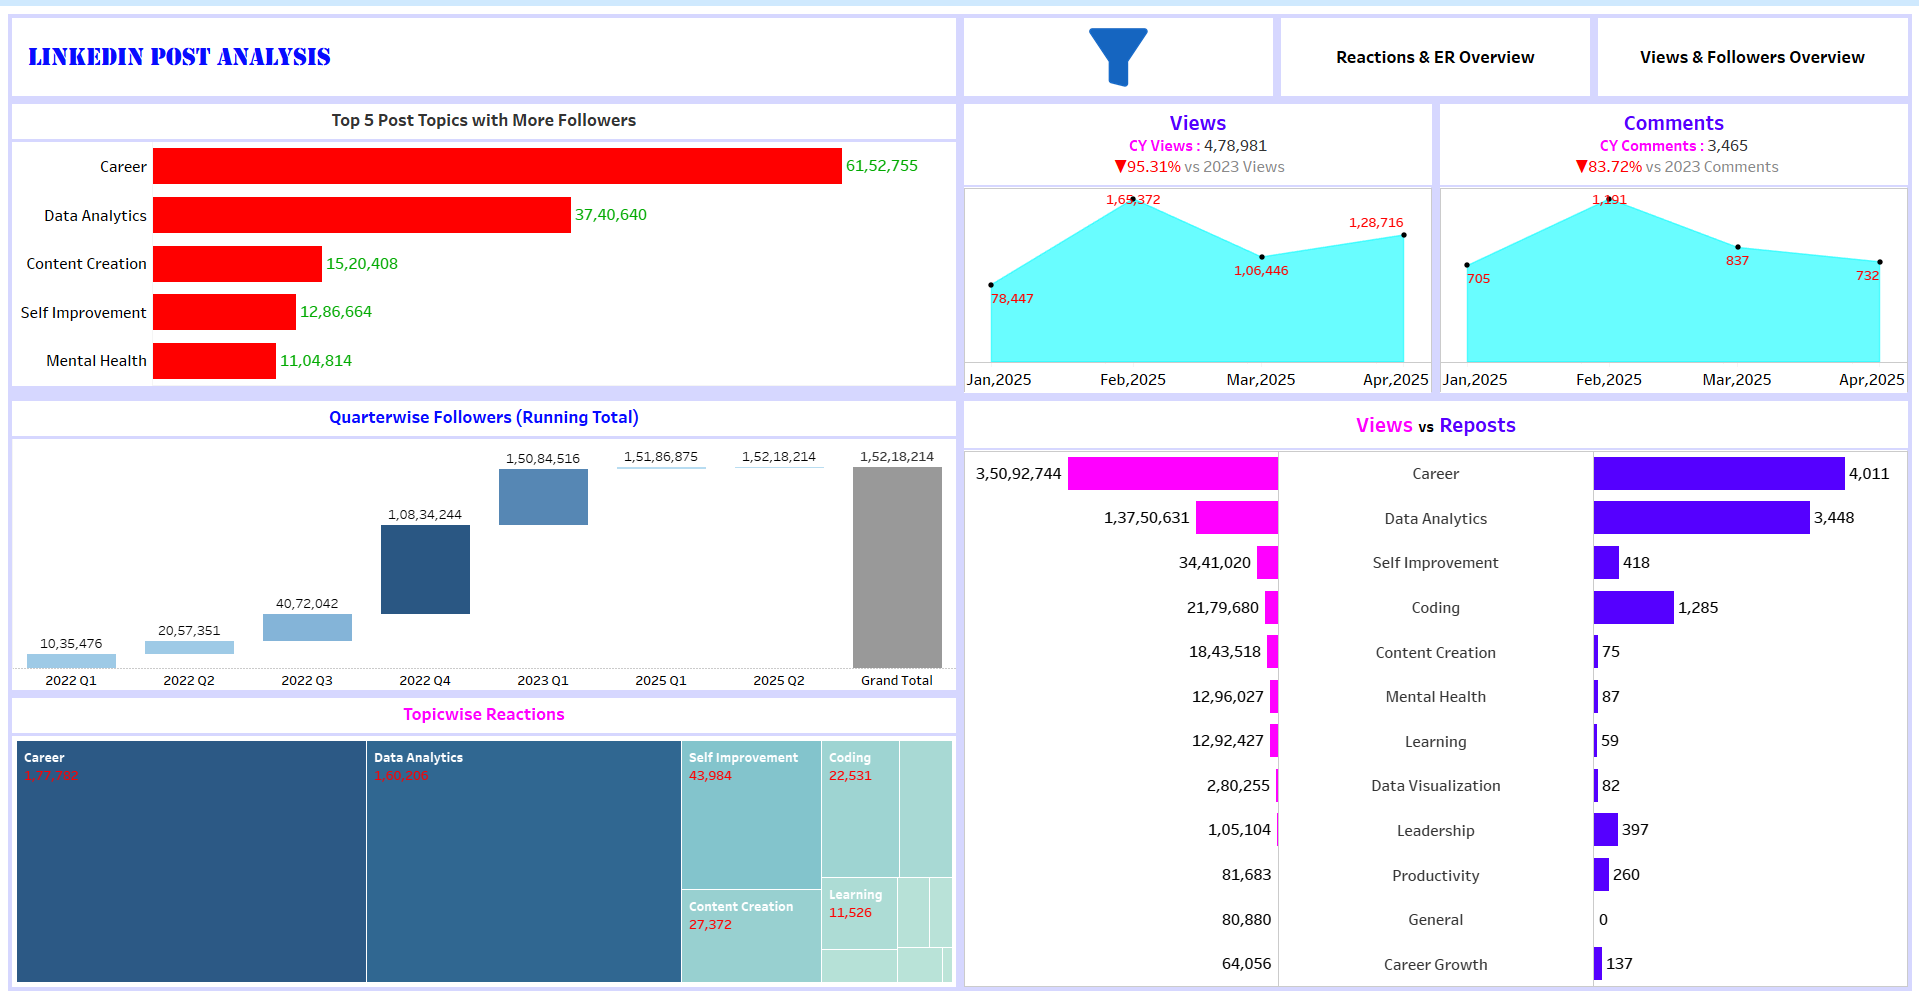 LINKEDIN POST ANALYSIS
Reactions & ER Overview
Views & Followers Overview
Top 5 Post Topics with More Followers
Career 61,52,755
Data Analytics 37,40,640
Content Creation 15,20,408
Self Improvement 12,86,664
Mental Health 11,04,814
Views
CY Views : 4,78,981
▼95.31% vs 2023 Views
1,65,372
1,28,716
1,06,446
78,447
Jan,2025 Feb,2025 Mar,2025 Apr,2025
Comments
CY Comments : 3,465
▼83.72% vs 2023 Comments
1,191
837
705
732
Jan,2025 Feb,2025 Mar,2025 Apr,2025
Quarterwise Followers (Running Total)
10,35,476
20,57,351
40,72,042
1,08,34,244
1,50,84,516
1,51,86,875
1,52,18,214
1,52,18,214
2022 Q1 2022 Q2 2022 Q3 2022 Q4 2023 Q1 2025 Q1 2025 Q2 Grand Total
Topicwise Reactions
Career
Data Analytics
1,60,206
Self Improvement
43,984
Content Creation
27,372
Coding
22,531
Learning
11,526
Views vs Reposts
3,50,92,744 Career 4,011
1,37,50,631 Data Analytics 3,448
34,41,020 Self Improvement 418
21,79,680 Coding 1,285
18,43,518 Content Creation 75
12,96,027 Mental Health 87
12,92,427 Learning 59
2,80,255 Data Visualization 82
1,05,104 Leadership 397
81,683 Productivity 260
80,880 General 0
64,056 Career Growth 137